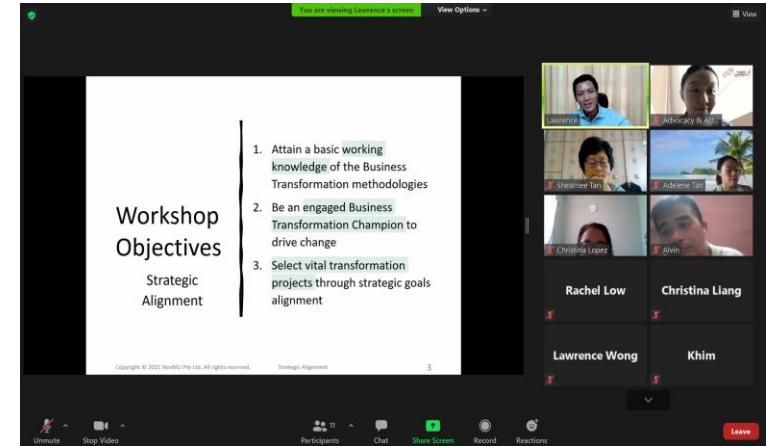 You are viewing Lawrence's screen
View Options
View
Workshop
Objectives
Strategic
Alignment
1. Attain a basic working
knowledge of the Business
Transformation methodologies
2. Be an engaged Business
Transformation Champion to
drive change
3. Select vital transformation
projects through strategic goals
alignment
Copyright © 2021 NexMU Pte Ltd. All rights reserved.
Strategic Alignment
3
Lawrence
Advocacy &
Shearnee Tan
Adelene Tan
Christina Lopez
Alvin
Rachel Low
Christina Liang
Lawrence Wong
Khim
Unmute
Stop Video
11
Participants
Chat
Share Screen
Record
Reactions
Leave